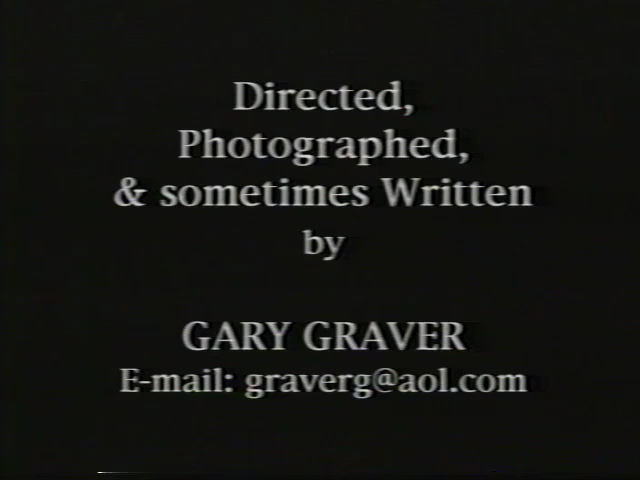 Directed,
Photographed,
& sometimes Written
by
GARY GRAVER
E-mail: graverg@aol.com